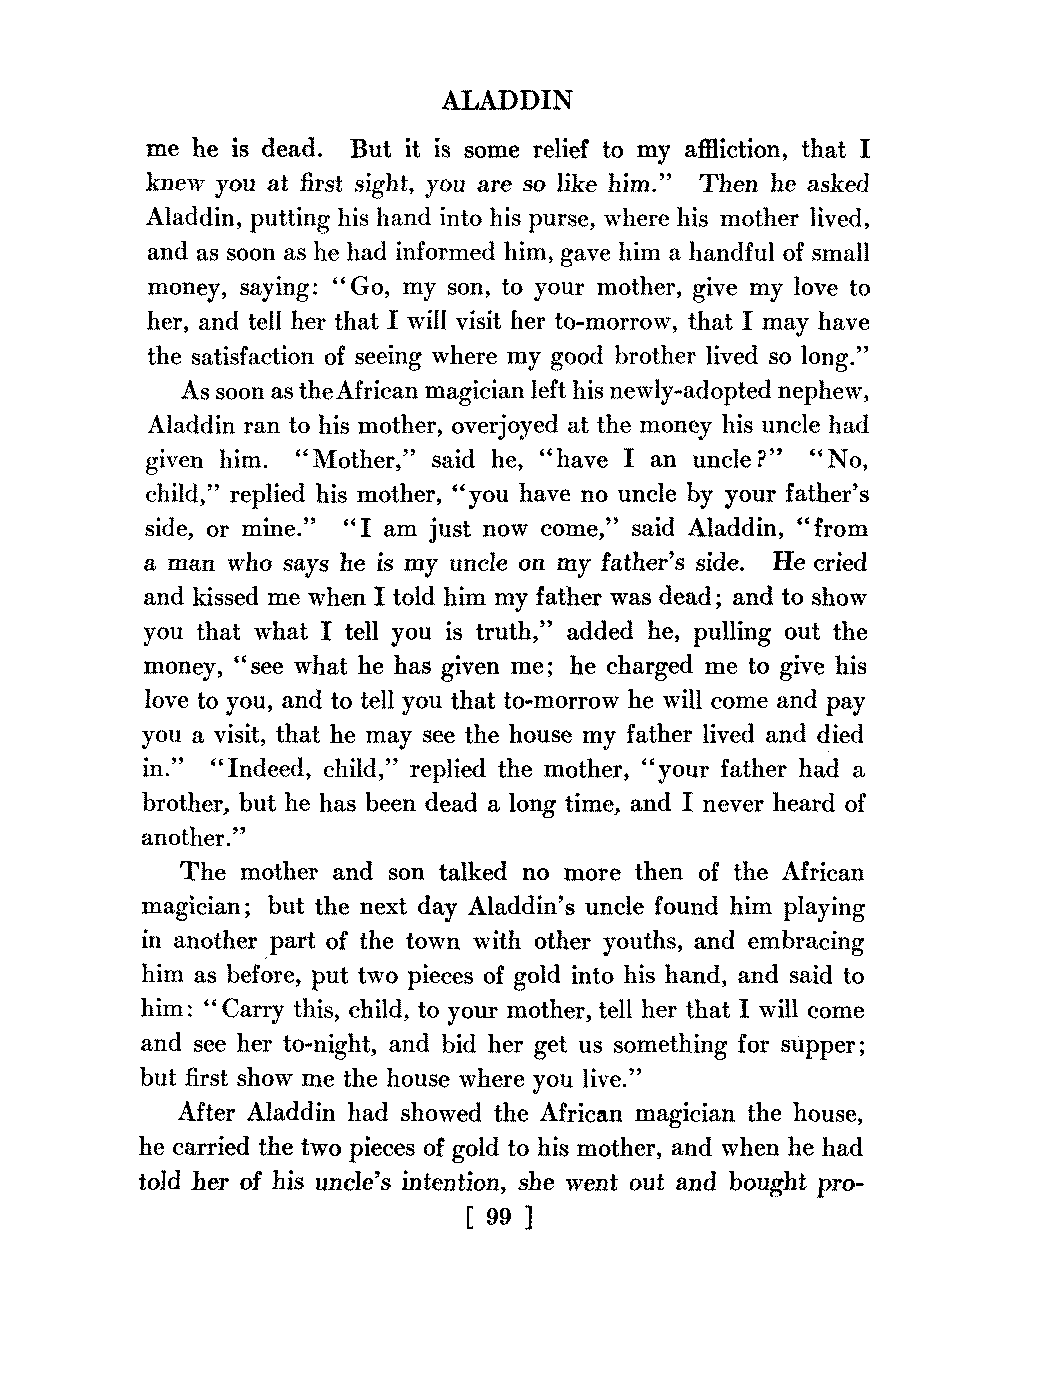 ALADDIN
me he is dead. But it is some relief to my affliction, that I
knew you at first sight, you are so like him.” Then he asked
Aladdin, putting his hand into his purse, where his mother lived,
and as soon as he had informed him, gave him a handful of small
money, saying: “Go, my son, to your mother, give my love to
her, and tell her that I will visit her to-morrow, that I may have
the satisfaction of seeing where my good brother lived so long.”
As soon as the African magician left his newly-adopted nephew,
Aladdin ran to his mother, overjoyed at the money his uncle had
given him. “Mother,” said he, “have I an uncle?” “No,
child,” replied his mother, “you have no uncle by your father’s
side, or mine.” “I am just now come,” said Aladdin, “from
a man who says he is my uncle on my father’s side. He cried
and kissed me when I told him my father was dead; and to show
you that what I tell you is truth,” added he, pulling out the
money, “see what he has given me; he charged me to give his
love to you, and to tell you that to-morrow he will come and pay
you a visit, that he may see the house my father lived and died
in.” “Indeed, child,” replied the mother, “your father had a
brother, but he has been dead a long time, and I never heard of
another.”
The mother and son talked no more then of the African
magician; but the next day Aladdin’s uncle found him playing
in another part of the town with other youths, and embracing
him as before, put two pieces of gold into his hand, and said to
him: “Carry this, child, to your mother, tell her that I will come
and see her to-night, and bid her get us something for supper;
but first show me the house where you live.”
After Aladdin had showed the African magician the house,
he carried the two pieces of gold to his mother, and when he had
told her of his uncle’s intention, she went out and bought pro-
[ 99 ]